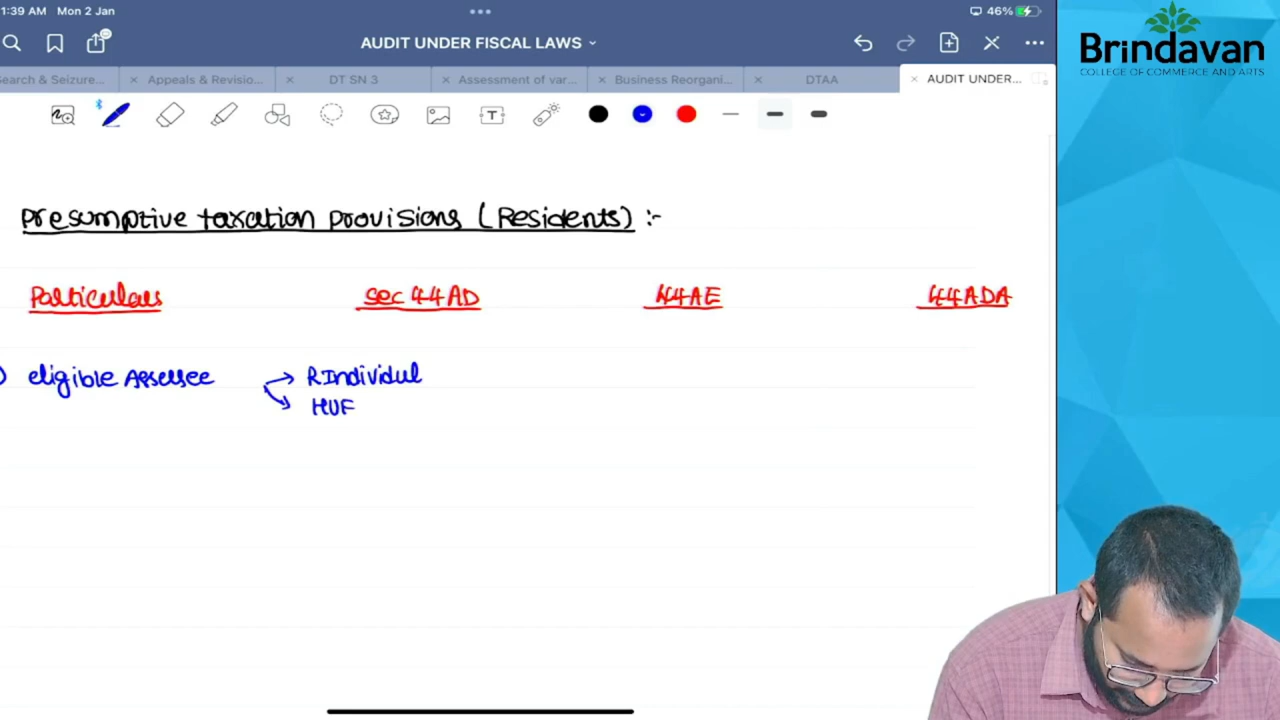 1:39 AM Mon 2 Jan
46%
AUDIT UNDER FISCAL LAWS
earch & Seizure...
Appeals & Revisio...
DT SN 3
Assessment of var...
Business Reorgani...
DTAA
AUDIT UNDER...
Brindavan
COLLEGE OF COMMERCE AND ARTS
T
Presumptive taxation provisions (Residents) :-
Particulars sec 44AD 44AE 44ADA
) eligible Assessee → RIndividul
→ HUF